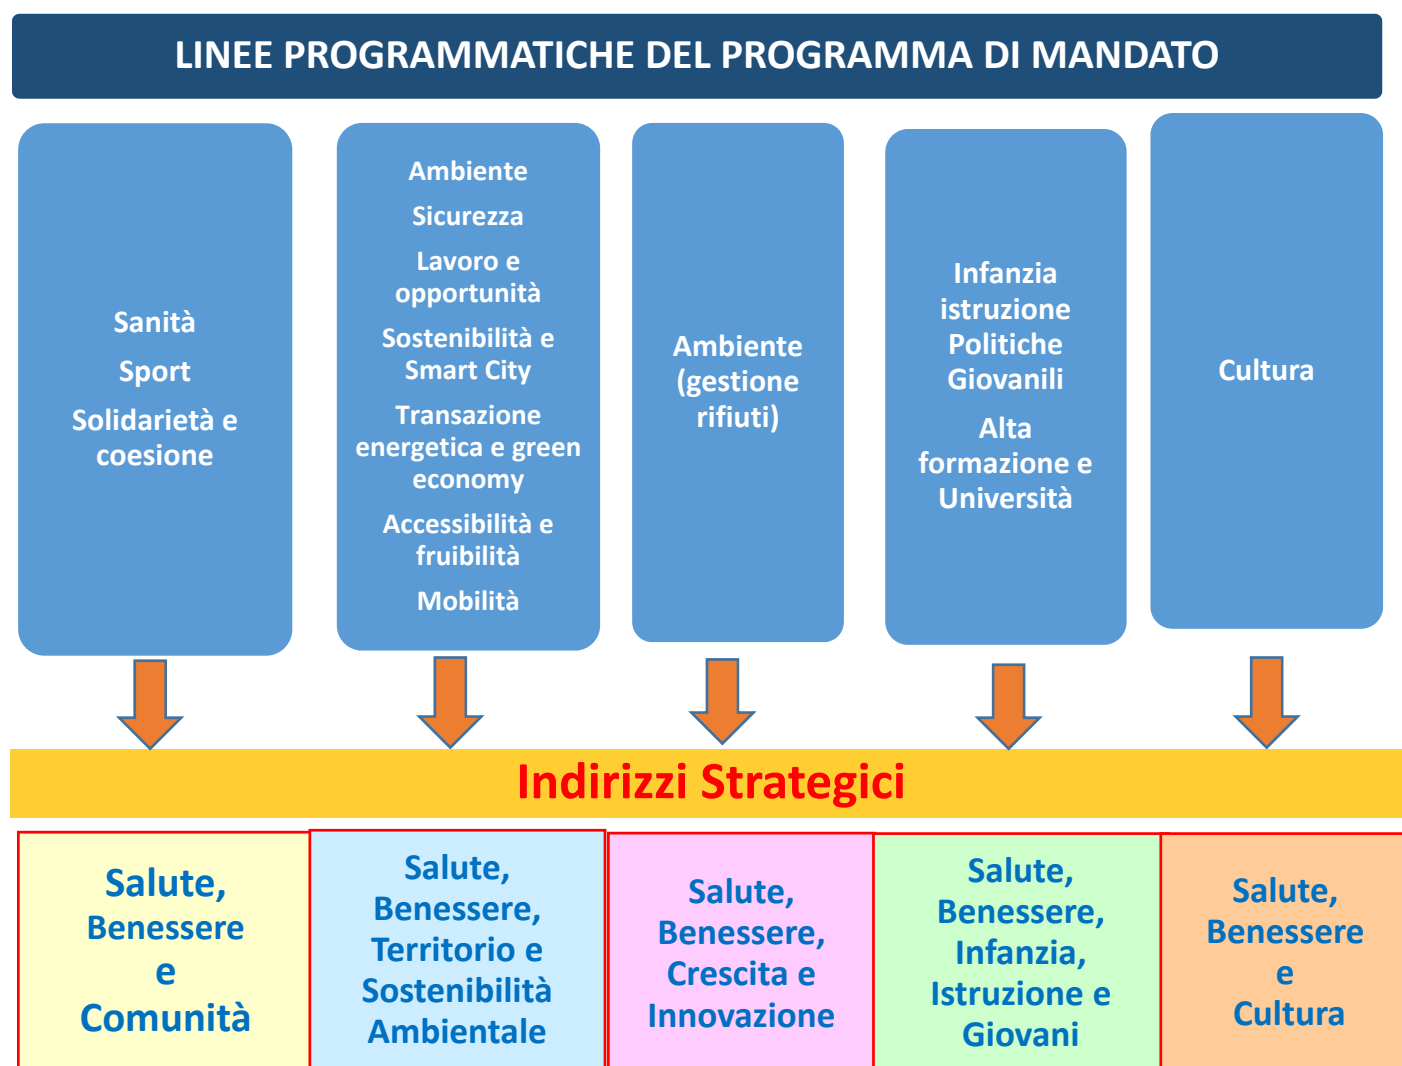 LINEE PROGRAMMATICHE DEL PROGRAMMA DI MANDATO
Sanità
Sport
Solidarietà e
coesione
Ambiente
Sicurezza
Lavoro e
opportunità
Sostenibilità e
Smart City
Transazione
energetica e green
economy
Accessibilità e
fruibilità
Mobilità
Ambiente
(gestione
rifiuti)
Infanzia
istruzione
Politiche
Giovanili
Alta
formazione e
Università
Cultura
Indirizzi Strategici
Salute,
Benessere
e
Comunità
Salute,
Benessere,
Territorio e
Sostenibilità
Ambientale
Salute,
Benessere,
Crescita e
Innovazione
Salute,
Benessere,
Infanzia,
Istruzione e
Giovani
Salute,
Benessere
e
Cultura